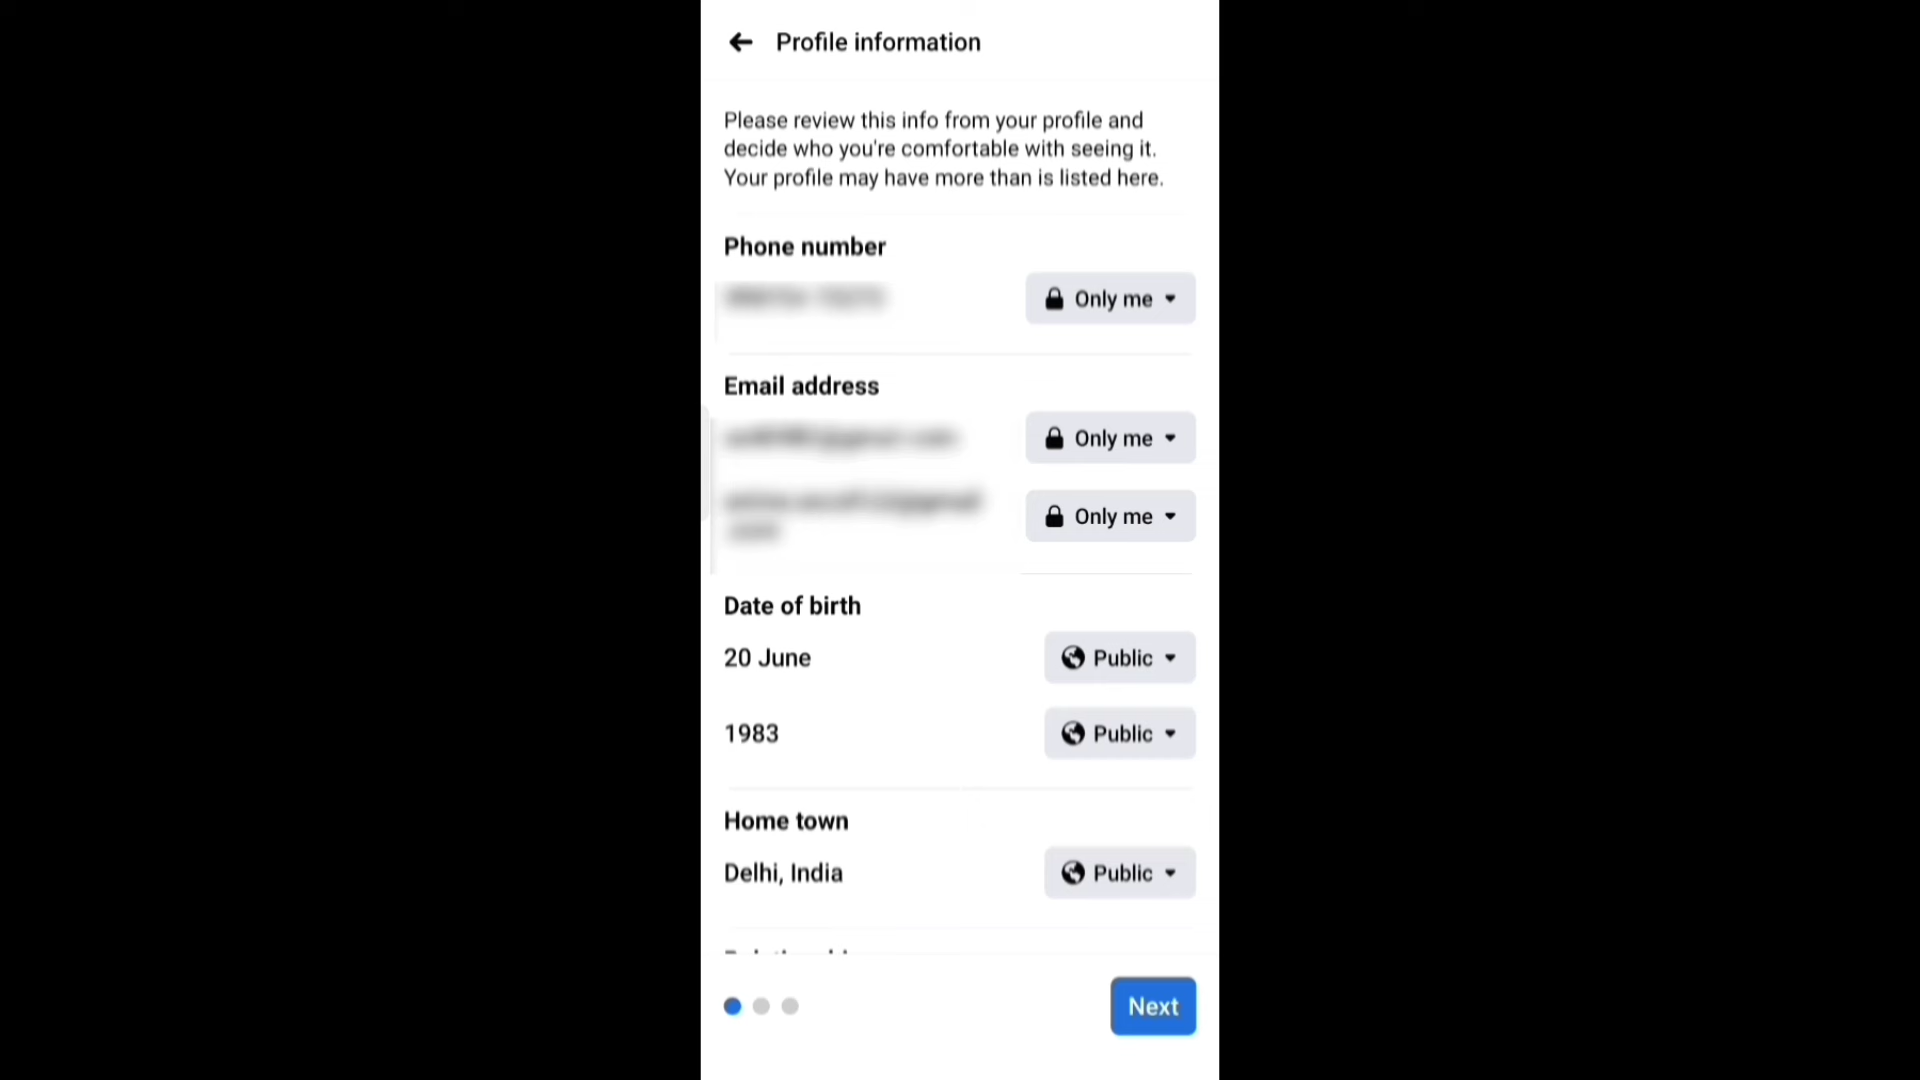 Profile information
Please review this info from your profile and
decide who you're comfortable with seeing it.
Your profile may have more than is listed here.
Phone number
Only me
Email address
Only me
Only me
Date of birth
20 June
Public
1983
Public
Home town
Delhi, India
Public
Next